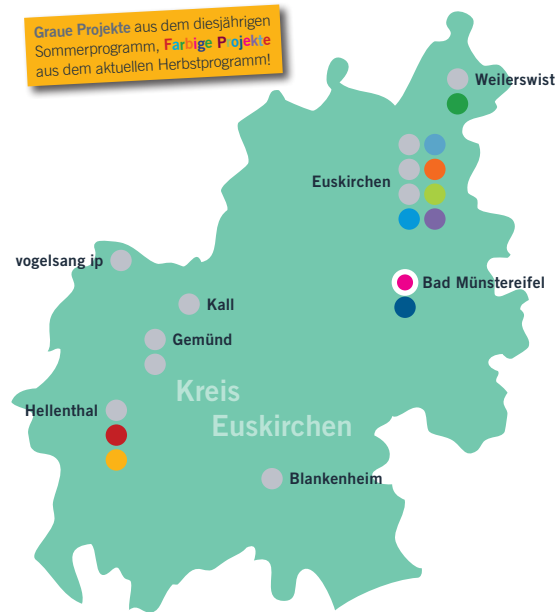 Graue Projekte aus dem diesjährigen
Sommerprogramm, Farbige Projekte
aus dem aktuellen Herbstprogramm!
Weilerswist
Euskirchen
vogelsang ip
Bad Münstereifel
Kall
Gemünd
Kreis
Euskirchen
Hellenthal
Blankenheim